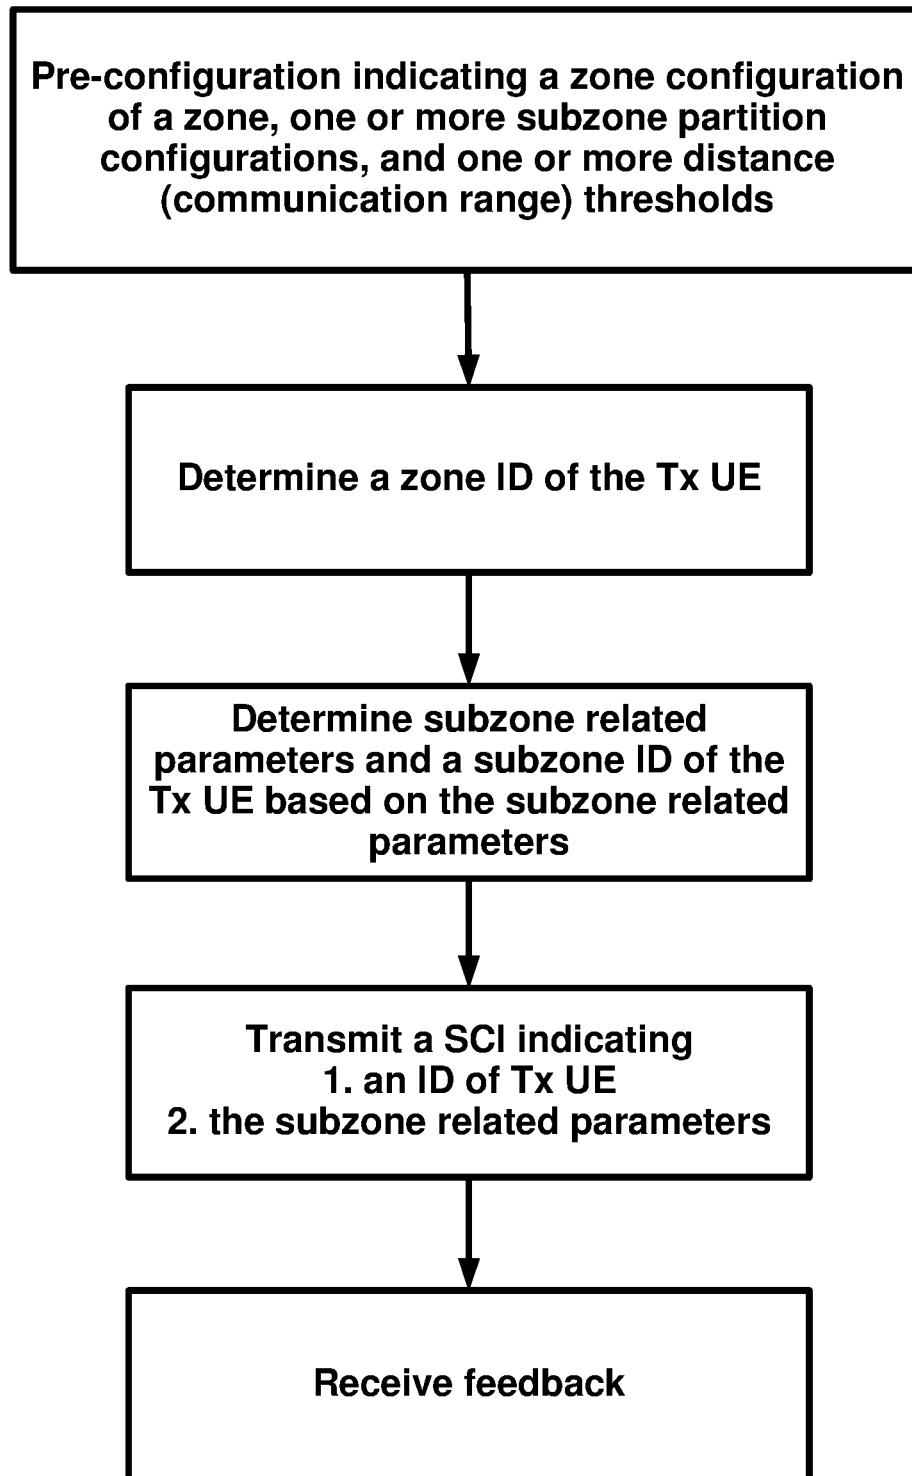 Pre-configuration indicating a zone configuration
of a zone, one or more subzone partition
configurations, and one or more distance
(communication range) thresholds
Determine a zone ID of the Tx UE
Determine subzone related
parameters and a subzone ID of the
Tx UE based on the subzone related
parameters
Transmit a SCI indicating
1. an ID of Tx UE
2. the subzone related parameters
Receive feedback